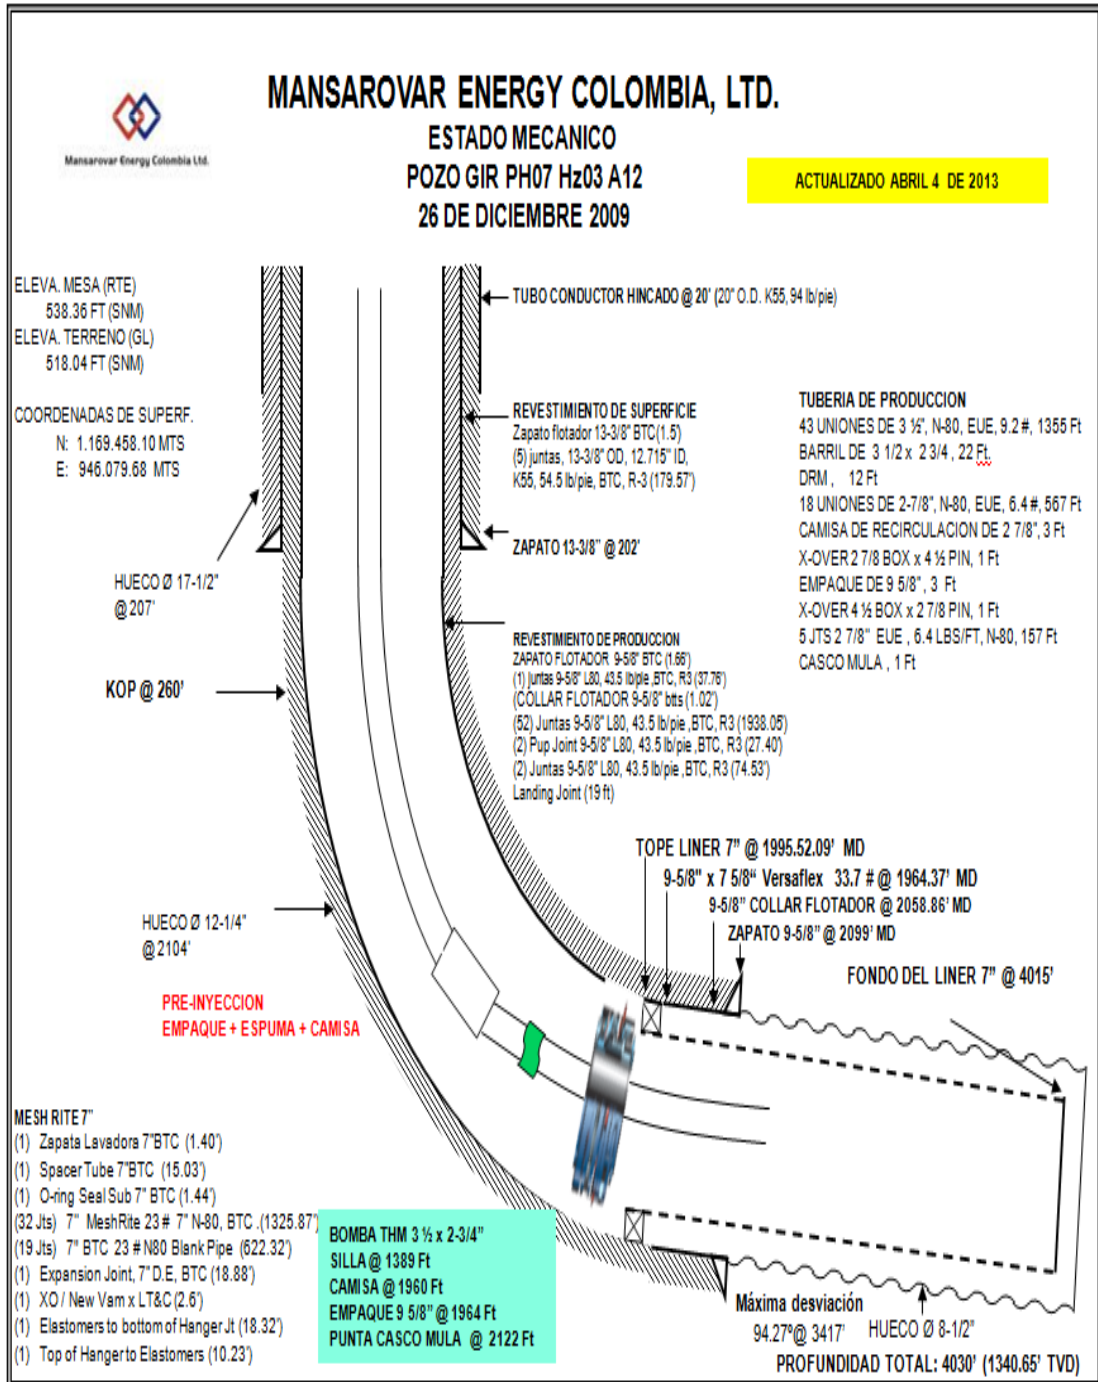 MANSAROVAR ENERGY COLOMBIA, LTD.
ESTADO MECANICO
POZO GIR PH07 Hz03 A12
26 DE DICIEMBRE 2009
Mansarovar Energy Colombia Ltd.
ACTUALIZADO ABRIL 4 DE 2013
ELEVA. MESA (RTE)
538.36 FT (SNM)
ELEVA. TERRENO (GL)
518.04 FT (SNM)
COORDENADAS DE SUPERF.
N: 1.169.458.10 MTS
E: 946.079.68 MTS
TUBO CONDUCTOR HINCADO @ 20' (20" O.D. K55, 94 lb/pie)
REVESTIMIENTO DE SUPERFICIE
Zapato flotador 13-3/8" BTC(1.5)
(5) juntas, 13-3/8" OD, 12.715" ID,
K55, 54.5 lb/pie, BTC, R-3 (179.57')
ZAPATO 13-3/8" @ 202'
TUBERIA DE PRODUCCION
43 UNIONES DE 3 ½", N-80, EUE, 9.2 #, 1355 Ft
BARRIL DE 3 1/2 x 2 3/4 , 22 Ft.
DRM , 12 Ft
18 UNIONES DE 2-7/8", N-80, EUE, 6.4 #, 567 Ft
CAMISA DE RECIRCULACION DE 2 7/8", 3 Ft
X-OVER 2 7/8 BOX x 4 ½ PIN, 1 Ft
EMPAQUE DE 9 5/8", 3 Ft
X-OVER 4 ½ BOX x 2 7/8 PIN, 1 Ft
5 JTS 2 7/8" EUE , 6.4 LBS/FT, N-80, 157 Ft
CASCO MULA , 1 Ft
HUECO Ø 17-1/2"
@ 207'
KOP @ 260'
REVESTIMIENTO DE PRODUCCION
ZAPATO FLOTADOR 9-5/8" BTC (1.66')
(1) juntas 9-5/8" L80, 43.5 lb/pie ,BTC, R3 (37.76')
(COLLAR FLOTADOR 9-5/8" btts (1.02')
(52) Juntas 9-5/8" L80, 43.5 lb/pie ,BTC, R3 (1938.05')
(2) Pup Joint 9-5/8" L80, 43.5 lb/pie ,BTC, R3 (27.40')
(2) Juntas 9-5/8" L80, 43.5 lb/pie ,BTC, R3 (74.53')
Landing Joint (19 ft)
TOPE LINER 7" @ 1995.52.09' MD
9-5/8" x 7 5/8" Versaflex 33.7 # @ 1964.37' MD
9-5/8" COLLAR FLOTADOR @ 2058.86' MD
ZAPATO 9-5/8" @ 2099' MD
FONDO DEL LINER 7" @ 4015'
HUECO Ø 12-1/4"
@ 2104'
PRE-INYECCION
EMPAQUE + ESPUMA + CAMISA
MESH RITE 7"
(1) Zapata Lavadora 7"BTC (1.40')
(1) Spacer Tube 7"BTC (15.03')
(1) O-ring Seal Sub 7" BTC (1.44')
(32 Jts) 7" MeshRite 23 # 7" N-80, BTC .(1325.87')
(19 Jts) 7" BTC 23 # N80 Blank Pipe (622.32')
(1) Expansion Joint, 7" D.E, BTC (18.88')
(1) XO / New Vam x LT&C (2.6')
(1) Elastomers to bottom of Hanger Jt (18.32')
(1) Top of Hanger to Elastomers (10.23')
BOMBA THM 3 ½ x 2-3/4"
SILLA @ 1389 Ft
CAMISA @ 1960 Ft
EMPAQUE 9 5/8" @ 1964 Ft
PUNTA CASCO MULA @ 2122 Ft
Máxima desviación
94.27º@ 3417'
HUECO Ø 8-1/2"
PROFUNDIDAD TOTAL: 4030' (1340.65' TVD)